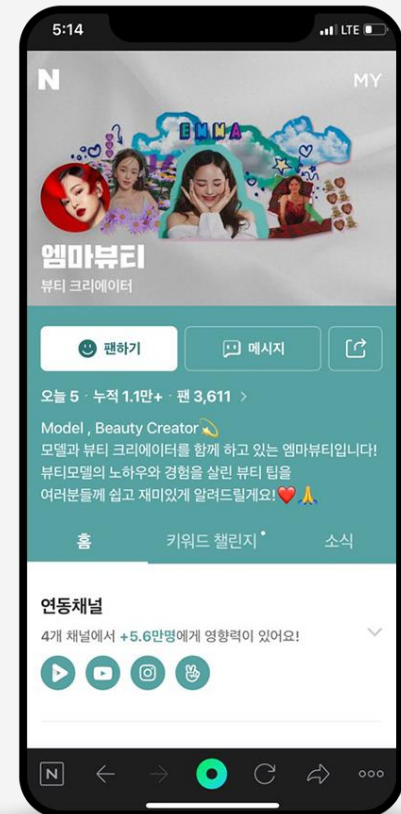 5:14
LTE
N
MY
EMMA
엠마뷰티
뷰티 크리에이터
팬하기
메시지
오늘 5 · 누적 1.1만+ · 팬 3,611 >
Model , Beauty Creator💫
모델과 뷰티 크리에이터를 함께 하고 있는 엠마뷰티입니다!
뷰티모델의 노하우와 경험을 살린 뷰티 팁을
여러분들께 쉽고 재미있게 알려드릴게요!❤️🙏
홈
키워드 챌린지
소식
연동채널
4개 채널에서 +5.6만명에게 영향력이 있어요!
N